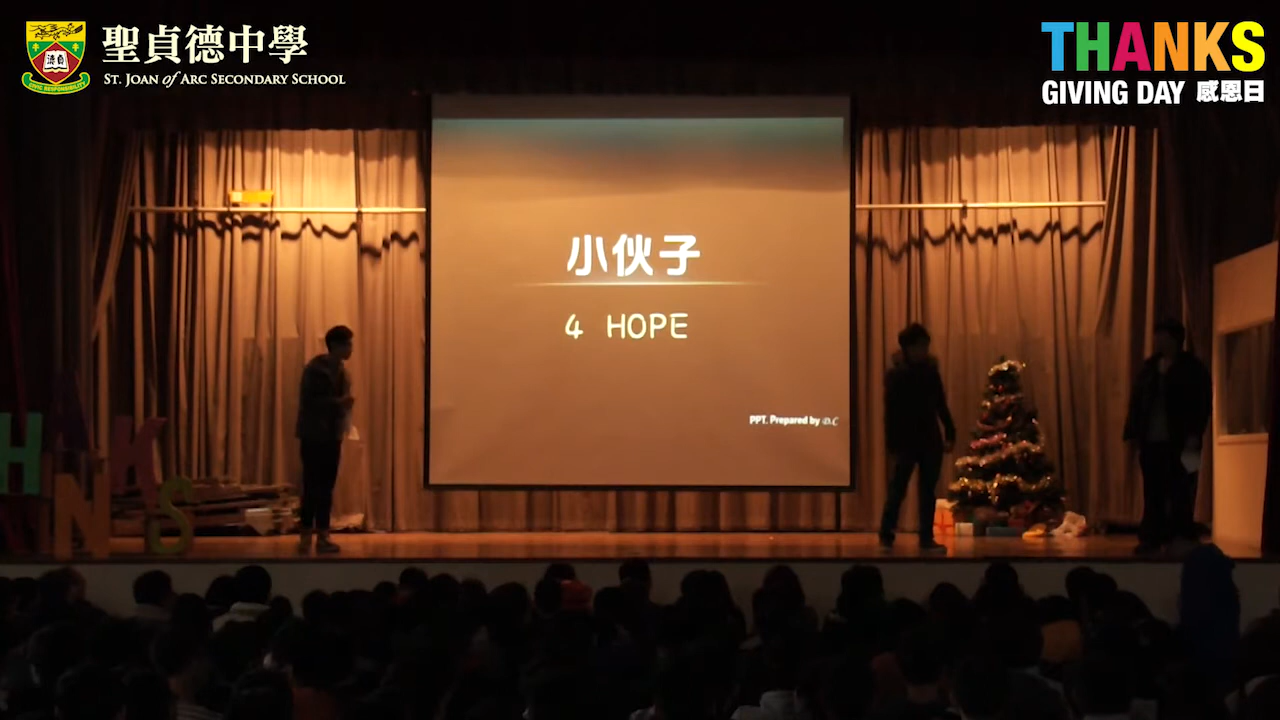 聖貞德中學
ST. JOAN of ARC SECONDARY SCHOOL
THANKS
GIVING DAY 感恩日
小伙子
4 HOPE
PPT. Prepared by D.C